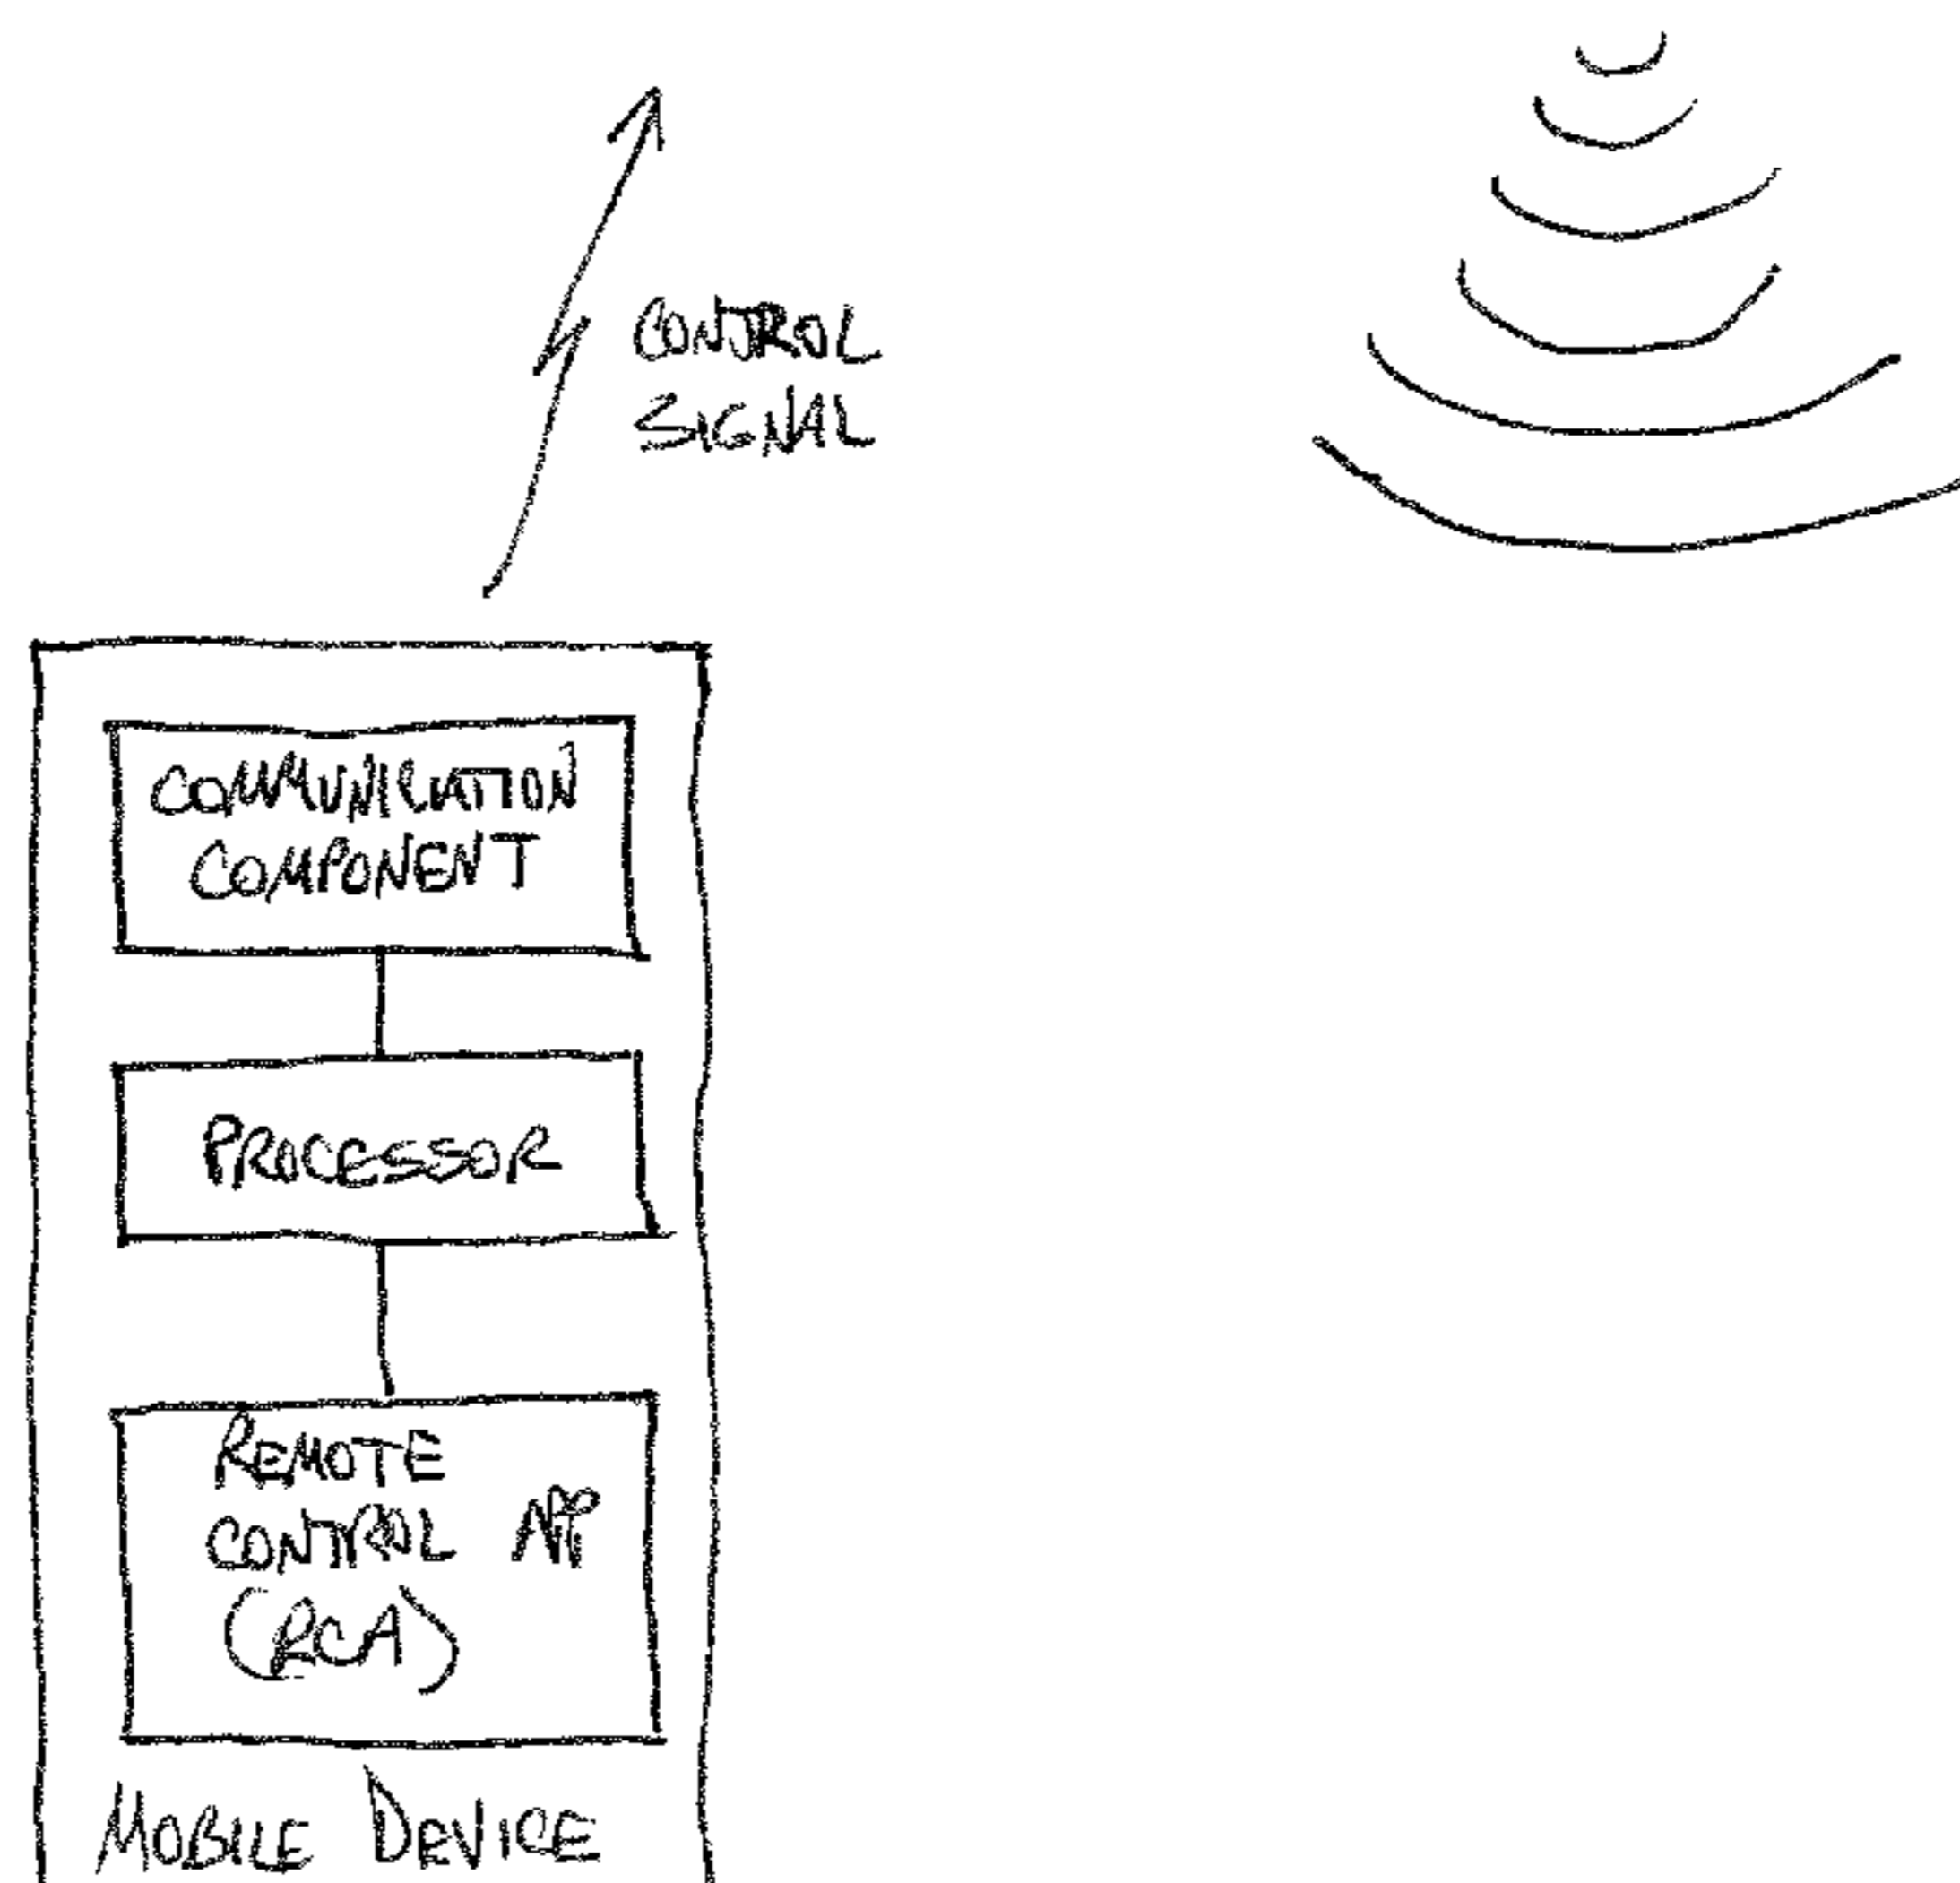 CONTROL
SIGNAL
COMMUNICATION
COMPONENT
PROCESSOR
REMOTE
CONTROL APP
(RCA)
MOBILE DEVICE